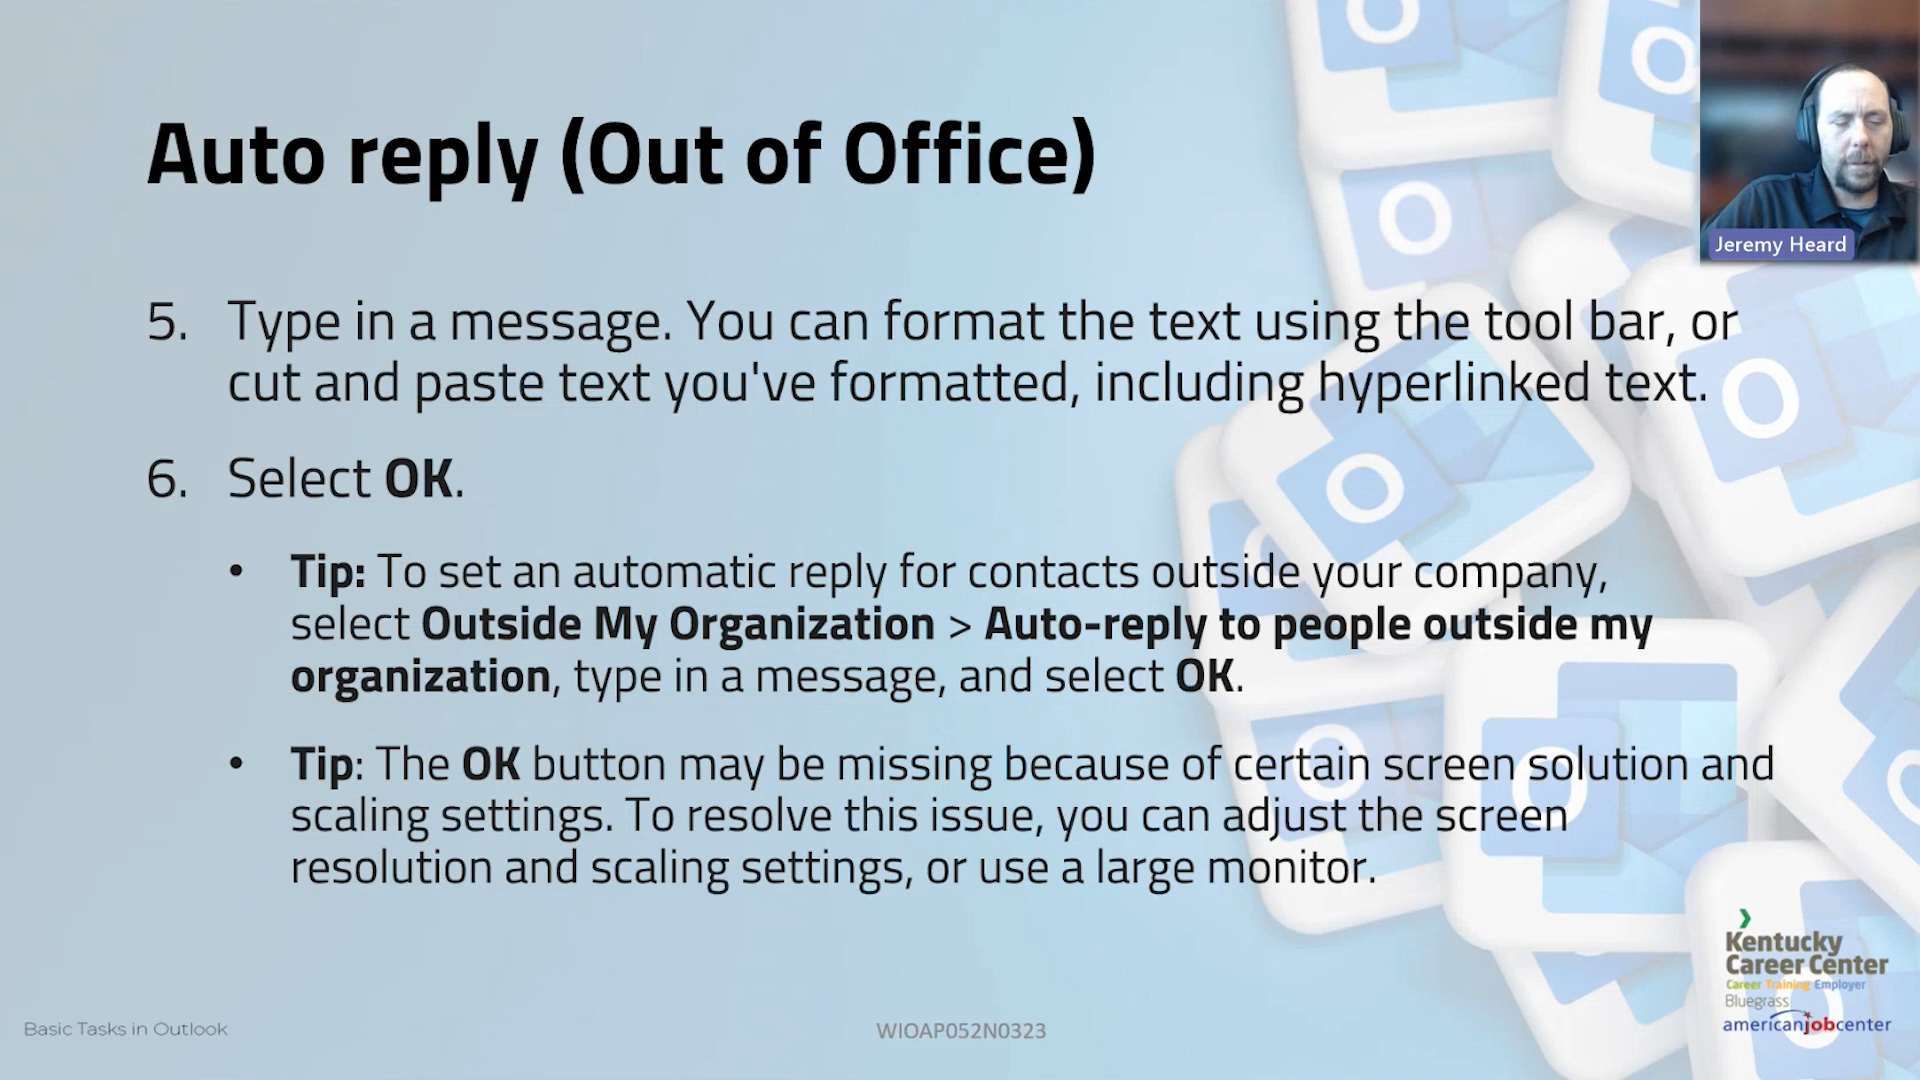 Auto reply (Out of Office)
Jeremy Heard
5. Type in a message. You can format the text using the tool bar, or
cut and paste text you've formatted, including hyperlinked text.
6. Select OK.
• Tip: To set an automatic reply for contacts outside your company,
select Outside My Organization > Auto-reply to people outside my
organization, type in a message, and select OK.
• Tip: The OK button may be missing because of certain screen solution and
scaling settings. To resolve this issue, you can adjust the screen
resolution and scaling settings, or use a large monitor.
Kentucky
Career Center
Career Training Employer
Bluegrass
americanjobcenter
Basic Tasks in Outlook
WIOAP052N0323